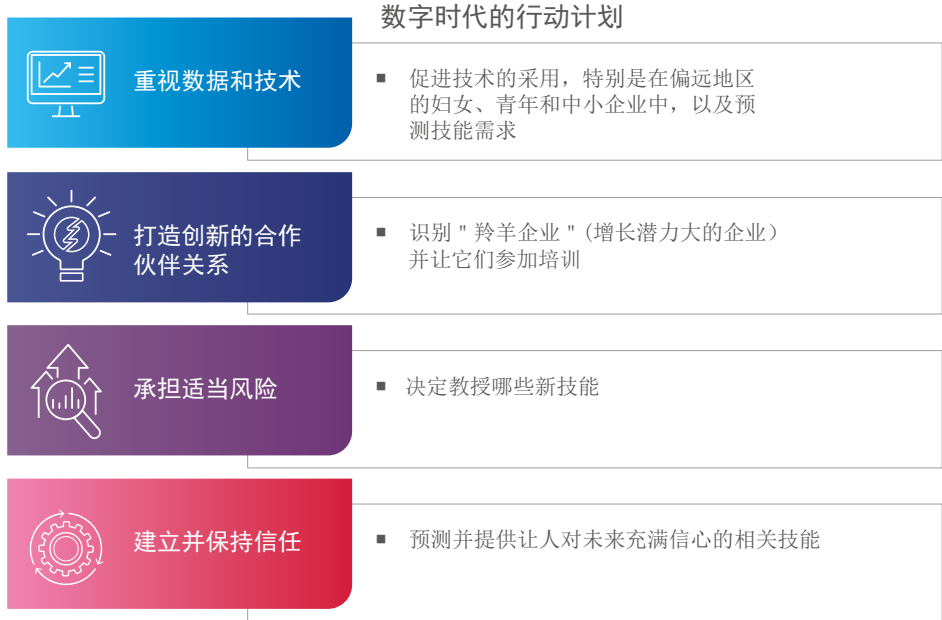 数字时代的行动计划
重视数据和技术
■ 促进技术的采用，特别是在偏远地区
的妇女、青年和中小企业中，以及预
测技能需求
打造创新的合作
伙伴关系
■ 识别＂羚羊企业＂(增长潜力大的企业）
并让它们参加培训
承担适当风险
■ 决定教授哪些新技能
建立并保持信任
■ 预测并提供让人对未来充满信心的相关技能